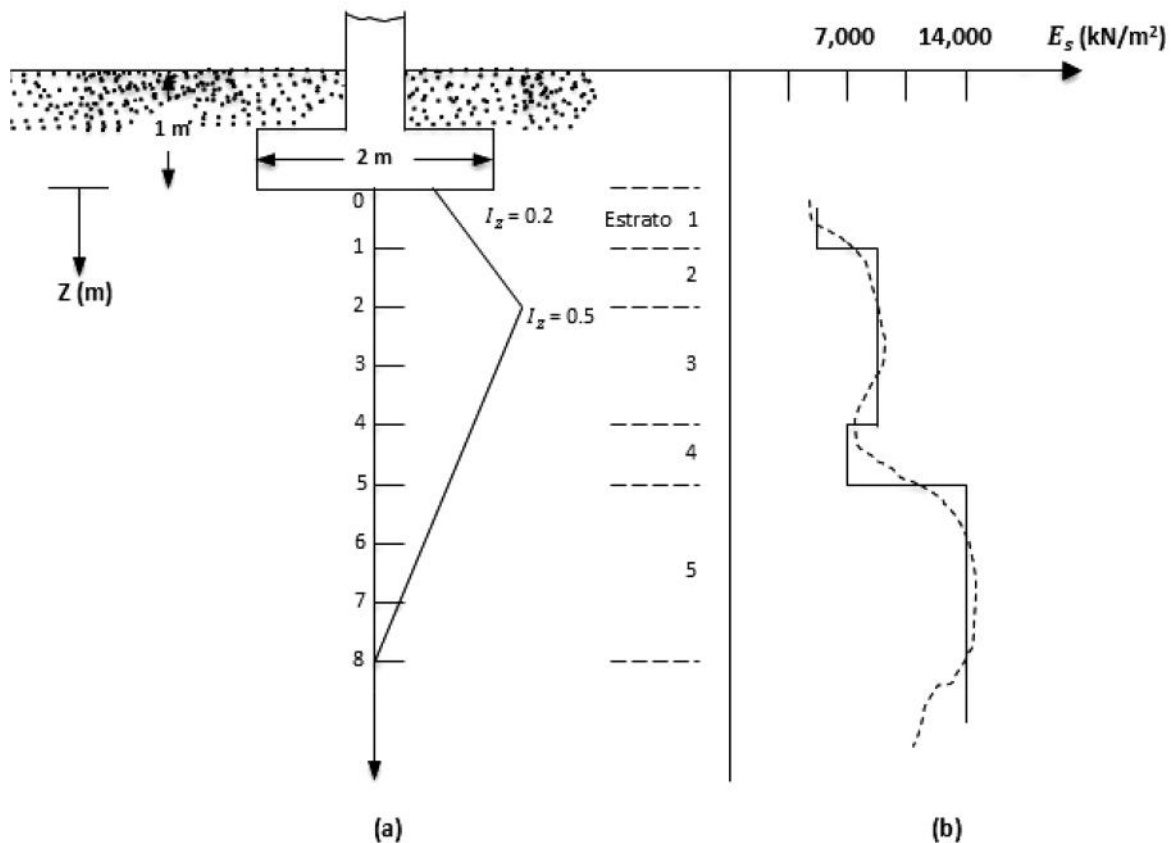 7,000 14,000 E_s (kN/m²)
1 m
2 m
0
I_z = 0.2
Estrato 1
1
Z (m)
2
2
I_z = 0.5
3
3
4
4
5
6
5
7
8
(a) (b)